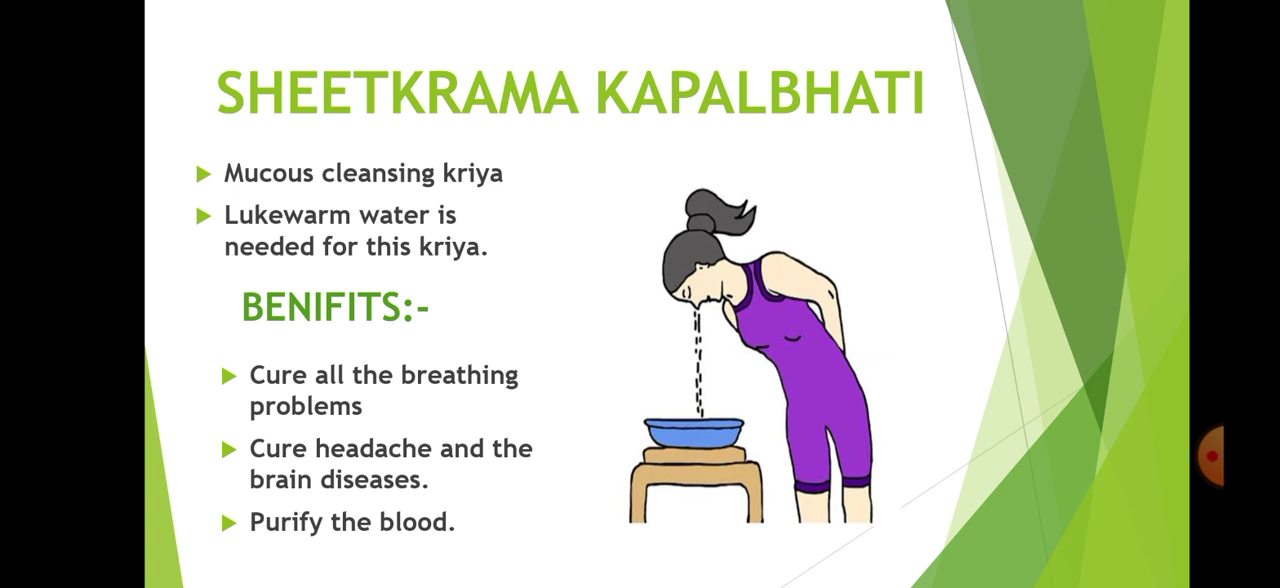 SHEETKRAMA KAPALBHATI
Mucous cleansing kriya
Lukewarm water is
needed for this kriya.
BENIFITS:-
Cure all the breathing
problems
Cure headache and the
brain diseases.
Purify the blood.